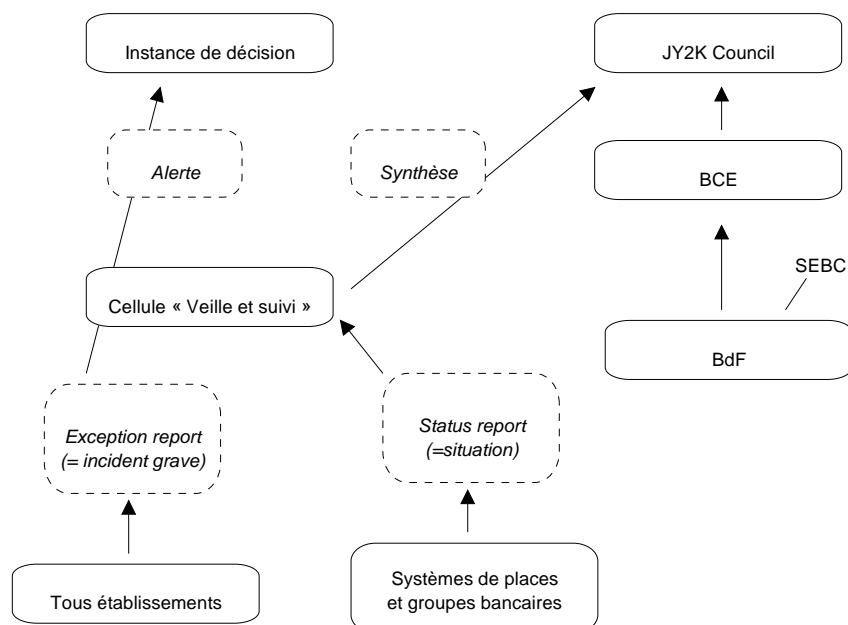 Instance de décision
JY2K Council
Alerte
Synthèse
BCE
SEBC
Cellule « Veille et suivi »
BdF
Exception report
(= incident grave)
Status report
(=situation)
Tous établissements
Systèmes de places
et groupes bancaires